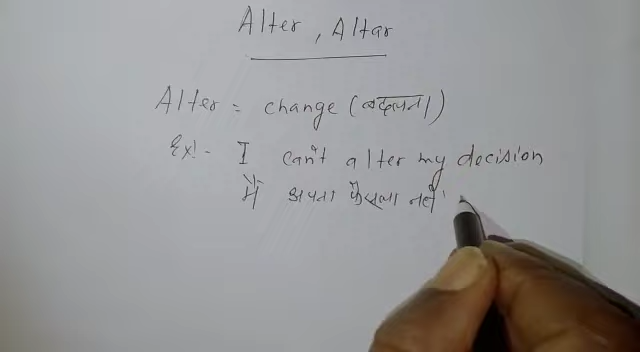 Alter, Altar
Alter = change (बदलना)
Ex:- I can't alter my decision
मैं अपना फैसला नहीं